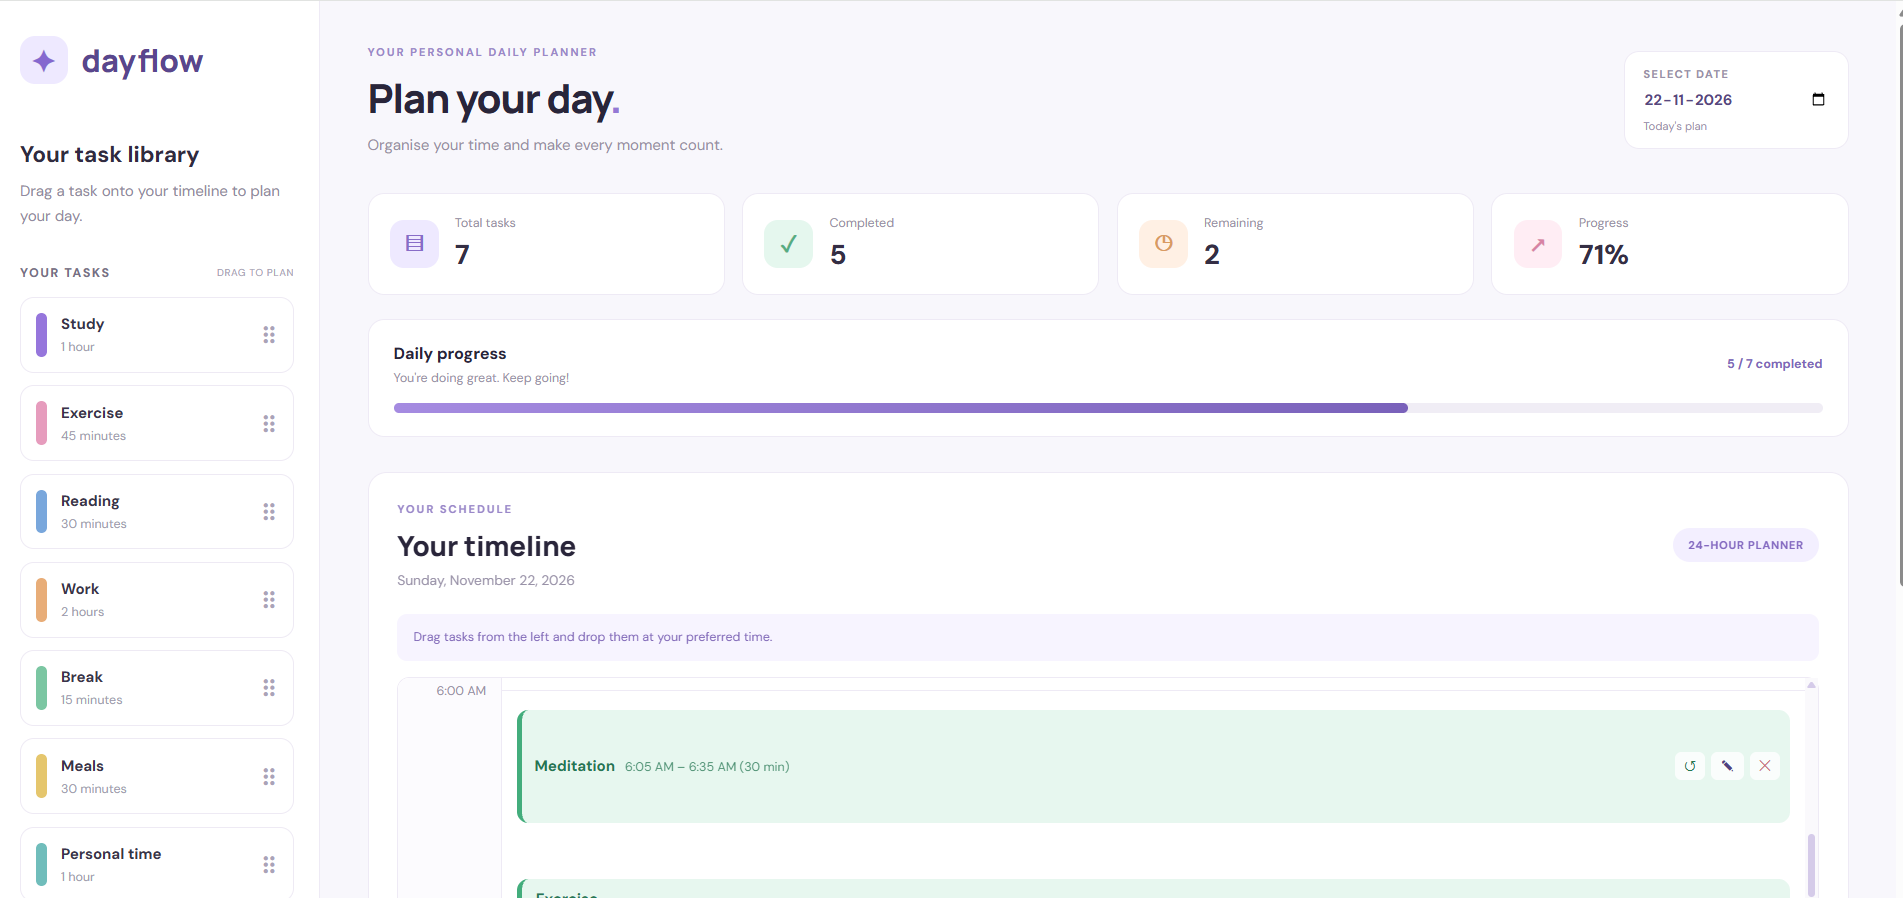 dayflow
Your task library
Drag a task onto your timeline to plan
your day.
YOUR TASKS
DRAG TO PLAN
Study
1 hour
Exercise
45 minutes
Reading
30 minutes
Work
2 hours
Break
15 minutes
Meals
30 minutes
Personal time
1 hour
YOUR PERSONAL DAILY PLANNER
Plan your day.
Organise your time and make every moment count.
SELECT DATE
22-11-2026
Today's plan
Total tasks
7
Completed
5
Remaining
2
Progress
71%
Daily progress
You're doing great. Keep going!
5 / 7 completed
YOUR SCHEDULE
Your timeline
Sunday, November 22, 2026
24-HOUR PLANNER
Drag tasks from the left and drop them at your preferred time.
6:00 AM
Meditation 6:05 AM – 6:35 AM (30 min)
Exercise